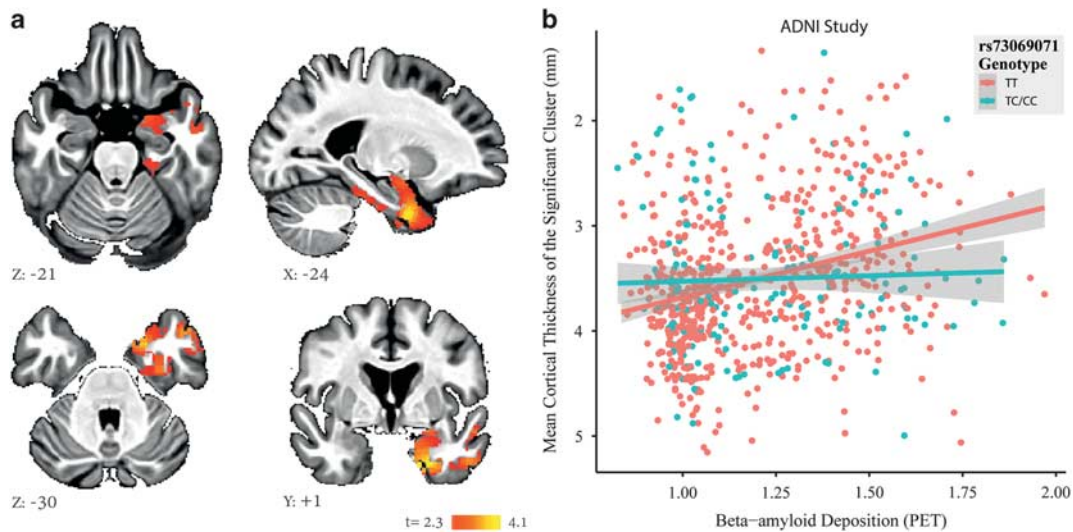 a
Z: -21
X: -24
Z: -30
Y: +1
t= 2.3
4.1
b
ADNI Study
rs73069071
Genotype
TT
TC/CC
Mean Cortical Thickness of the Significant Cluster (mm)
2
3
4
5
1.00
1.25
1.50
1.75
2.00
Beta-amyloid Deposition (PET)